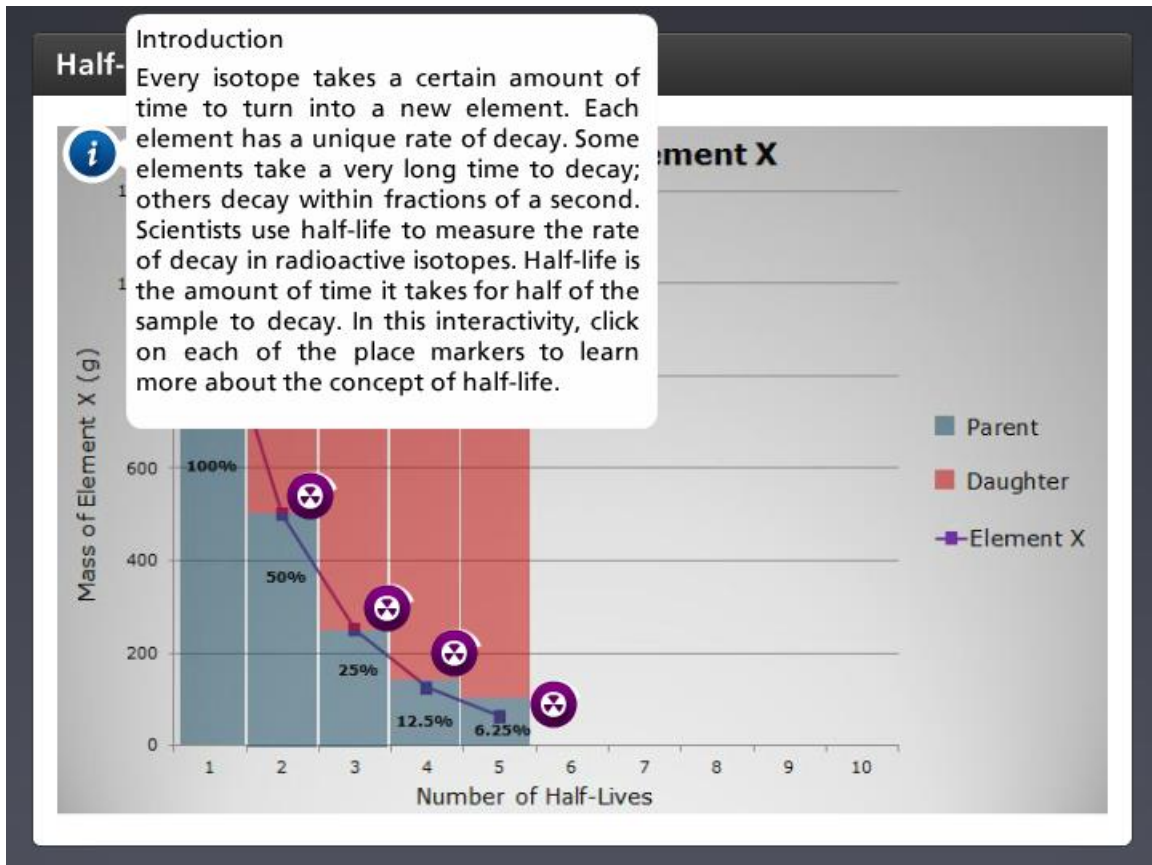 Half-
Introduction
Every isotope takes a certain amount of
time to turn into a new element. Each
element has a unique rate of decay. Some
elements take a very long time to decay;
others decay within fractions of a second.
Scientists use half-life to measure the rate
of decay in radioactive isotopes. Half-life is
the amount of time it takes for half of the
sample to decay. In this interactivity, click
on each of the place markers to learn
more about the concept of half-life.
i
ement X
Mass of Element X (g)
600
400
200
0
100%
50%
25%
12.5%
6.25%
1 2 3 4 5 6 7 8 9 10
Number of Half-Lives
Parent
Daughter
Element X